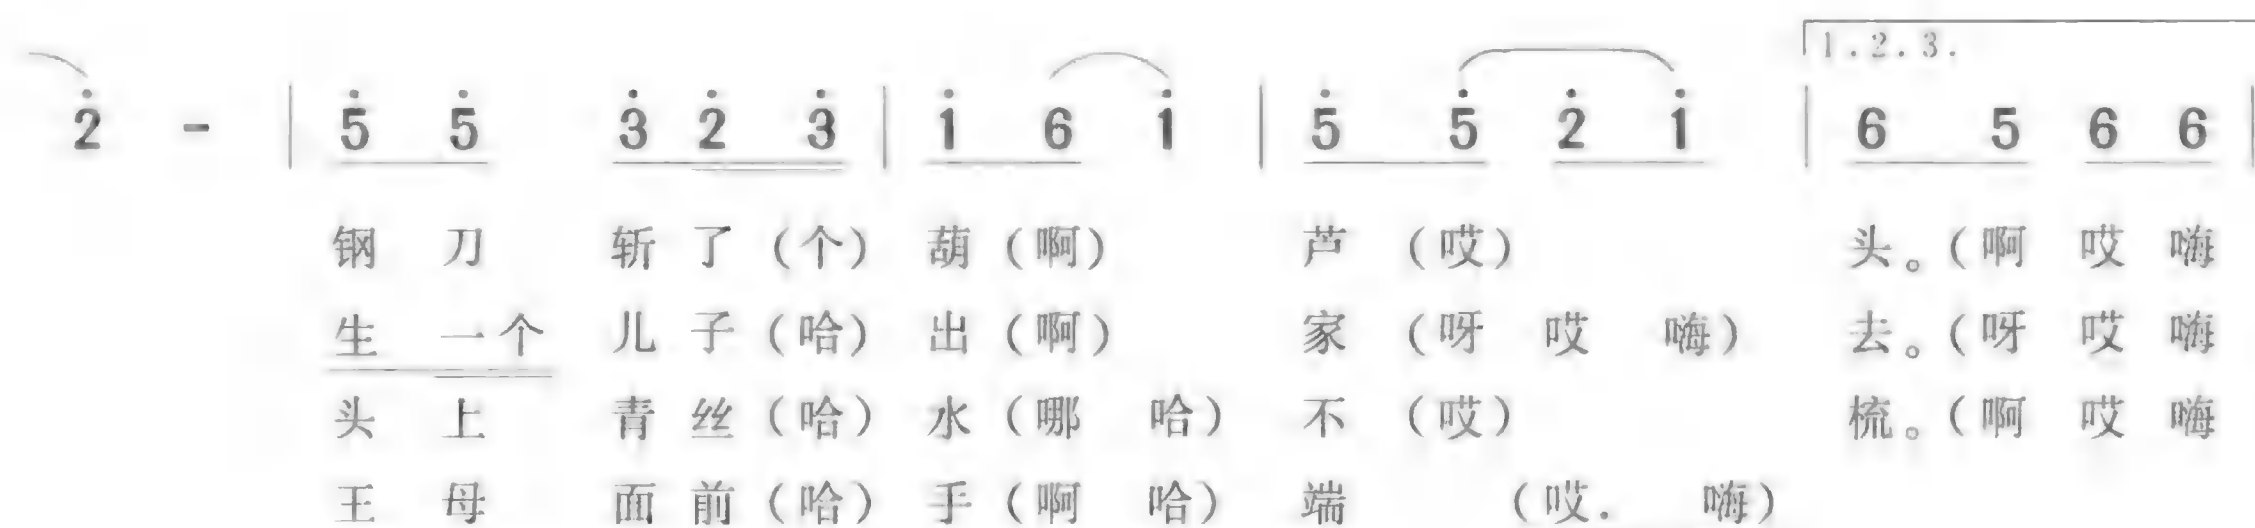 1.2.3.
2̇ - | 5̇ 5̇ 3̇ 2̇ 3̇ | 1̇ 6 1̇ | 5̇ 5̇ 2̇ 1̇ | 6 5 6 6 |
钢 刀 斩 了 (个) 葫 (啊) 芦 (哎) 头。(啊 哎 嗨
生 一个 儿 子 (哈) 出 (啊) 家 (呀 哎 嗨) 去。(呀 哎 嗨
头 上 青 丝 (哈) 水 (哪 哈) 不 (哎) 梳。(啊 哎 嗨
王 母 面 前 (哈) 手 (啊 哈) 端 (哎. 嗨)